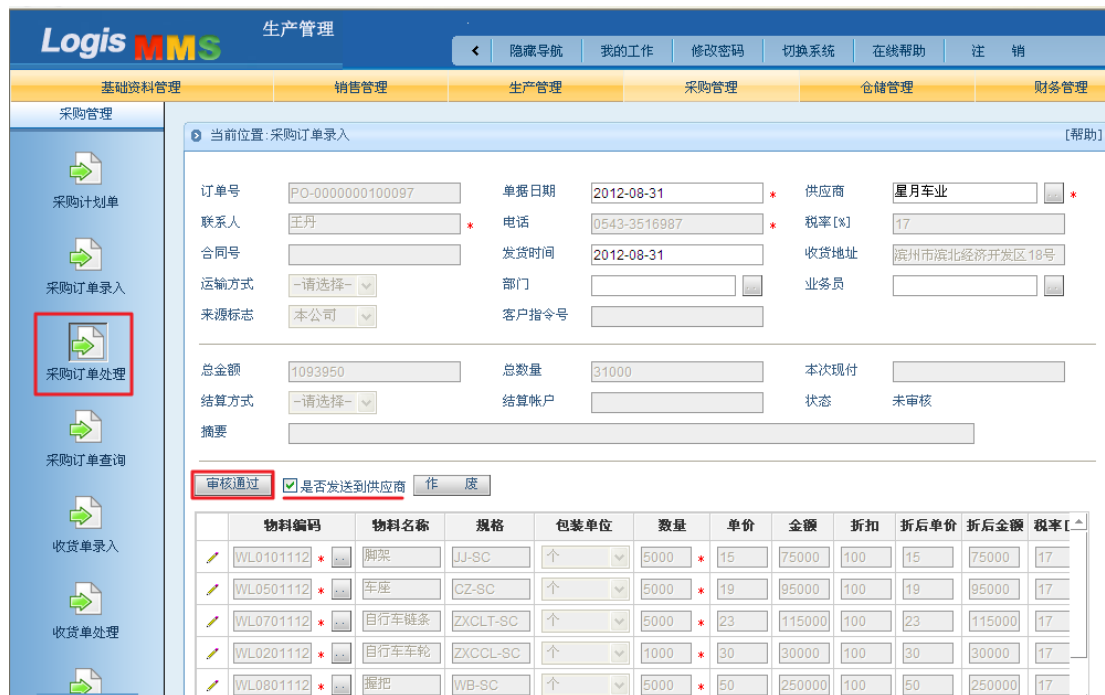 Logis MMS 生产管理
隐藏导航 我的工作 修改密码 切换系统 在线帮助 注 销
基础资料管理 销售管理 生产管理 采购管理 仓储管理 财务管理
采购管理
当前位置:采购订单录入 [帮助]
订单号 PO-0000000100097 单据日期 2012-08-31 * 供应商 星月车业 ... *
联系人 王丹 * 电话 0543-3516987 * 税率[%] 17
合同号 发货时间 2012-08-31 收货地址 滨州市滨北经济开发区18号
运输方式 -请选择- 部门 ... 业务员 ...
来源标志 本公司 客户指令号
总金额 1093950 总数量 31000 本次现付
结算方式 -请选择- 结算帐户 状态 未审核
摘要
审核通过 是否发送到供应商 作 废
物料编码 物料名称 规格 包装单位 数量 单价 金额 折扣 折后单价 折后金额 税率[
WL0101112 * .. 脚架 JJ-SC 个 5000 * 15 75000 100 15 75000 17
WL0501112 * .. 车座 CZ-SC 个 5000 * 19 95000 100 19 95000 17
WL0701112 * .. 自行车链条 ZXCLT-SC 个 5000 * 23 115000 100 23 115000 17
WL0201112 * .. 自行车车轮 ZXCCL-SC 个 1000 * 30 30000 100 30 30000 17
WL0801112 * .. 握把 WB-SC 个 5000 * 50 250000 100 50 250000 17
采购计划单
采购订单录入
采购订单处理
采购订单查询
收货单录入
收货单处理